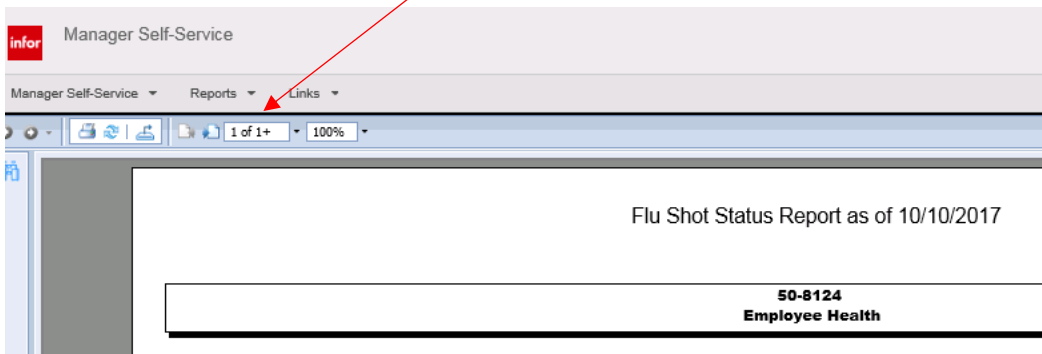 infor Manager Self-Service
Manager Self-Service Reports Links
1 of 1+ 100%
Flu Shot Status Report as of 10/10/2017
50-8124
Employee Health